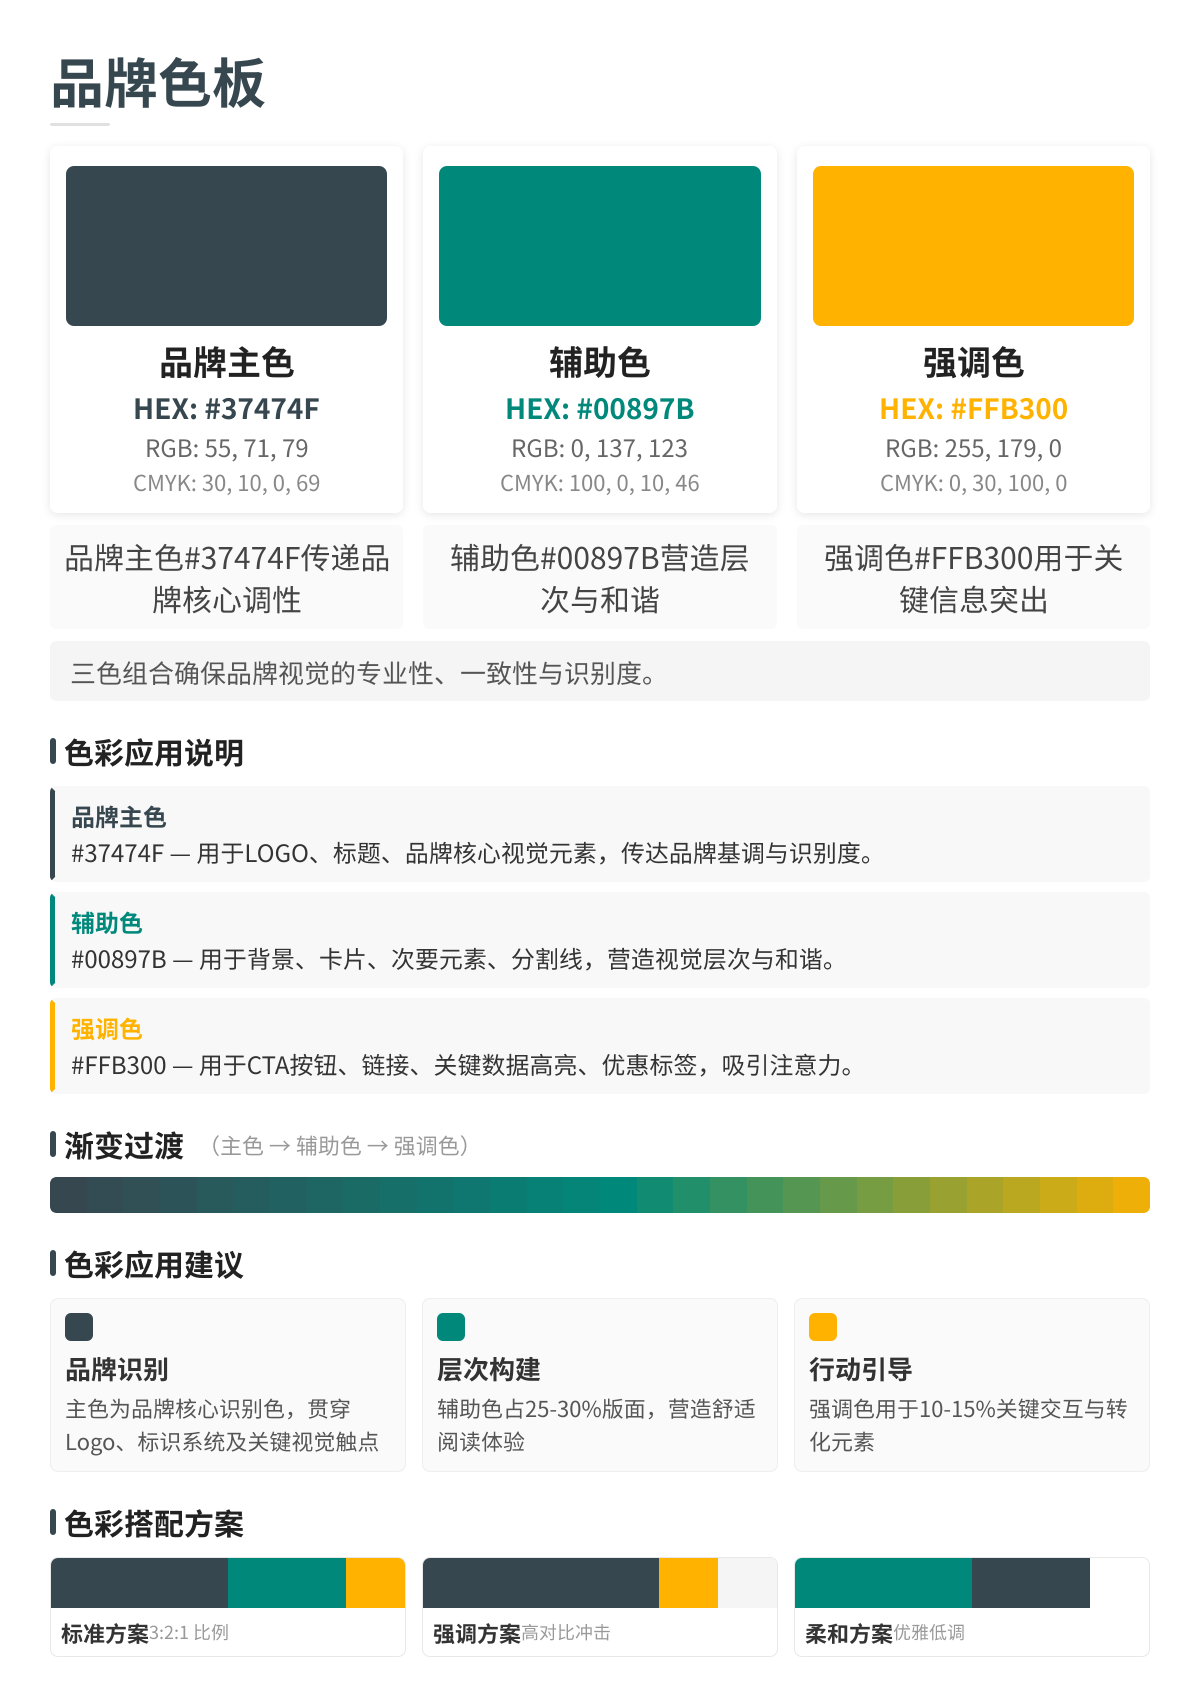 品牌色板
品牌主色
HEX: #37474F
RGB: 55, 71, 79
CMYK: 30, 10, 0, 69
辅助色
HEX: #00897B
RGB: 0, 137, 123
CMYK: 100, 0, 10, 46
强调色
HEX: #FFB300
RGB: 255, 179, 0
CMYK: 0, 30, 100, 0
品牌主色#37474F传递品
牌核心调性
辅助色#00897B营造层
次与和谐
强调色#FFB300用于关
键信息突出
三色组合确保品牌视觉的专业性、一致性与识别度。
色彩应用说明
品牌主色
#37474F — 用于LOGO、标题、品牌核心视觉元素，传达品牌基调与识别度。
辅助色
#00897B — 用于背景、卡片、次要元素、分割线，营造视觉层次与和谐。
强调色
#FFB300 — 用于CTA按钮、链接、关键数据高亮、优惠标签，吸引注意力。
渐变过渡 （主色 → 辅助色 → 强调色）
色彩应用建议
品牌识别
主色为品牌核心识别色，贯穿
Logo、标识系统及关键视觉触点
层次构建
辅助色占25-30%版面，营造舒适
阅读体验
行动引导
强调色用于10-15%关键交互与转
化元素
色彩搭配方案
标准方案3:2:1 比例
强调方案高对比冲击
柔和方案优雅低调